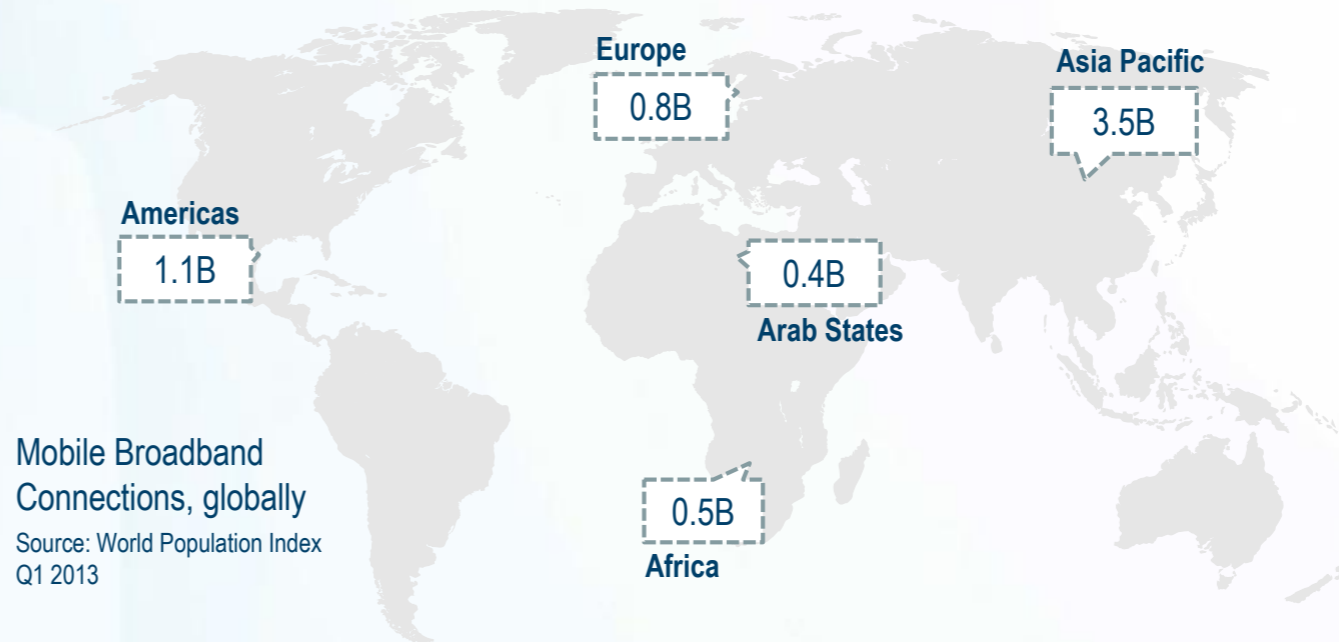 Europe
0.8B
Asia Pacific
3.5B
Americas
1.1B
0.4B
Arab States
Mobile Broadband
Connections, globally
Source: World Population Index
Q1 2013
0.5B
Africa